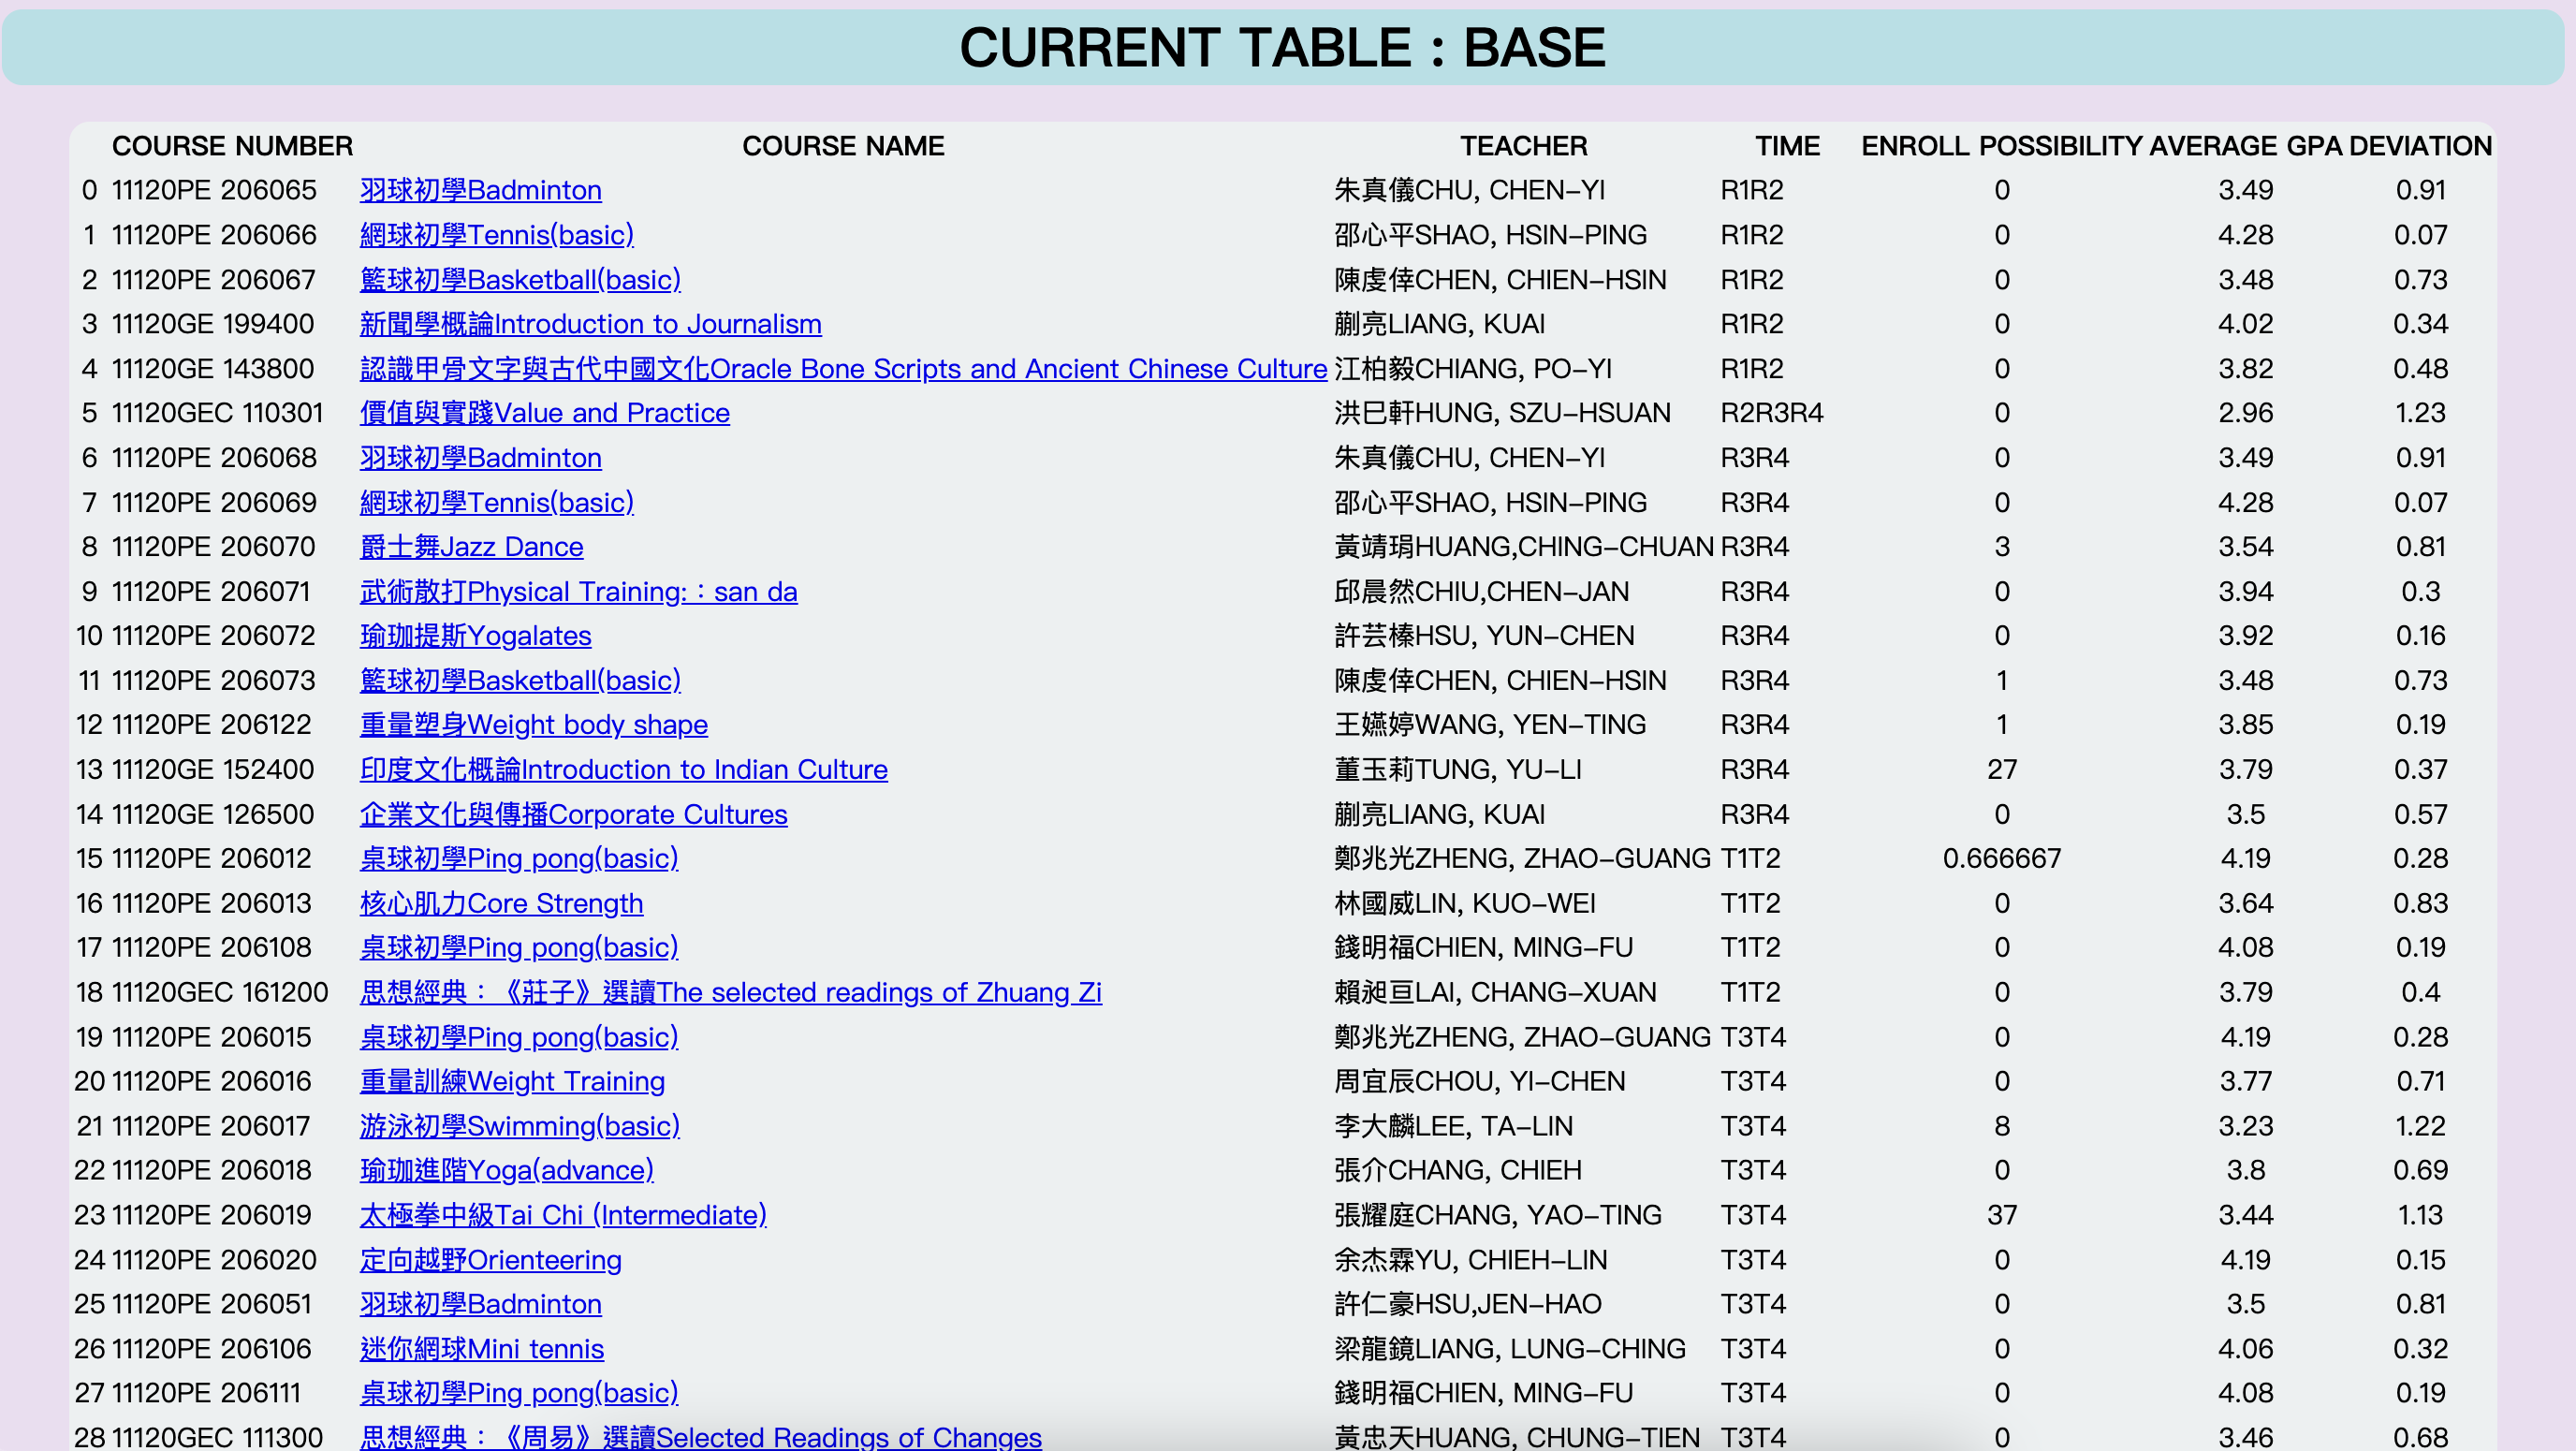 CURRENT TABLE : BASE
COURSE NUMBER COURSE NAME TEACHER TIME ENROLL POSSIBILITY AVERAGE GPA DEVIATION
0 11120PE 206065 羽球初學Badminton 朱真儀CHU, CHEN-YI R1R2 0 3.49 0.91
1 11120PE 206066 網球初學Tennis(basic) 邵心平SHAO, HSIN-PING R1R2 0 4.28 0.07
2 11120PE 206067 籃球初學Basketball(basic) 陳虔倖CHEN, CHIEN-HSIN R1R2 0 3.48 0.73
3 11120GE 199400 新聞學概論Introduction to Journalism 蒯亮LIANG, KUAI R1R2 0 4.02 0.34
4 11120GE 143800 認識甲骨文字與古代中國文化Oracle Bone Scripts and Ancient Chinese Culture 江柏毅CHIANG, PO-YI R1R2 0 3.82 0.48
5 11120GEC 110301 價值與實踐Value and Practice 洪巳軒HUNG, SZU-HSUAN R2R3R4 0 2.96 1.23
6 11120PE 206068 羽球初學Badminton 朱真儀CHU, CHEN-YI R3R4 0 3.49 0.91
7 11120PE 206069 網球初學Tennis(basic) 邵心平SHAO, HSIN-PING R3R4 0 4.28 0.07
8 11120PE 206070 爵士舞Jazz Dance 黃靖琄HUANG,CHING-CHUAN R3R4 3 3.54 0.81
9 11120PE 206071 武術散打Physical Training:：san da 邱晨然CHIU,CHEN-JAN R3R4 0 3.94 0.3
10 11120PE 206072 瑜珈提斯Yogalates 許芸榛HSU, YUN-CHEN R3R4 0 3.92 0.16
11 11120PE 206073 籃球初學Basketball(basic) 陳虔倖CHEN, CHIEN-HSIN R3R4 1 3.48 0.73
12 11120PE 206122 重量塑身Weight body shape 王嬿婷WANG, YEN-TING R3R4 1 3.85 0.19
13 11120GE 152400 印度文化概論Introduction to Indian Culture 董玉莉TUNG, YU-LI R3R4 27 3.79 0.37
14 11120GE 126500 企業文化與傳播Corporate Cultures 蒯亮LIANG, KUAI R3R4 0 3.5 0.57
15 11120PE 206012 桌球初學Ping pong(basic) 鄭兆光ZHENG, ZHAO-GUANG T1T2 0.666667 4.19 0.28
16 11120PE 206013 核心肌力Core Strength 林國威LIN, KUO-WEI T1T2 0 3.64 0.83
17 11120PE 206108 桌球初學Ping pong(basic) 錢明福CHIEN, MING-FU T1T2 0 4.08 0.19
18 11120GEC 161200 思想經典：《莊子》選讀The selected readings of Zhuang Zi 賴昶亘LAI, CHANG-XUAN T1T2 0 3.79 0.4
19 11120PE 206015 桌球初學Ping pong(basic) 鄭兆光ZHENG, ZHAO-GUANG T3T4 0 4.19 0.28
20 11120PE 206016 重量訓練Weight Training 周宜辰CHOU, YI-CHEN T3T4 0 3.77 0.71
21 11120PE 206017 游泳初學Swimming(basic) 李大麟LEE, TA-LIN T3T4 8 3.23 1.22
22 11120PE 206018 瑜珈進階Yoga(advance) 張介CHANG, CHIEH T3T4 0 3.8 0.69
23 11120PE 206019 太極拳中級Tai Chi (Intermediate) 張耀庭CHANG, YAO-TING T3T4 37 3.44 1.13
24 11120PE 206020 定向越野Orienteering 余杰霖YU, CHIEH-LIN T3T4 0 4.19 0.15
25 11120PE 206051 羽球初學Badminton 許仁豪HSU,JEN-HAO T3T4 0 3.5 0.81
26 11120PE 206106 迷你網球Mini tennis 梁龍鏡LIANG, LUNG-CHING T3T4 0 4.06 0.32
27 11120PE 206111 桌球初學Ping pong(basic) 錢明福CHIEN, MING-FU T3T4 0 4.08 0.19
28 11120GEC 111300 思想經典：《周易》選讀Selected Readings of Changes 黃忠天HUANG, CHUNG-TIEN T3T4 0 3.46 0.68